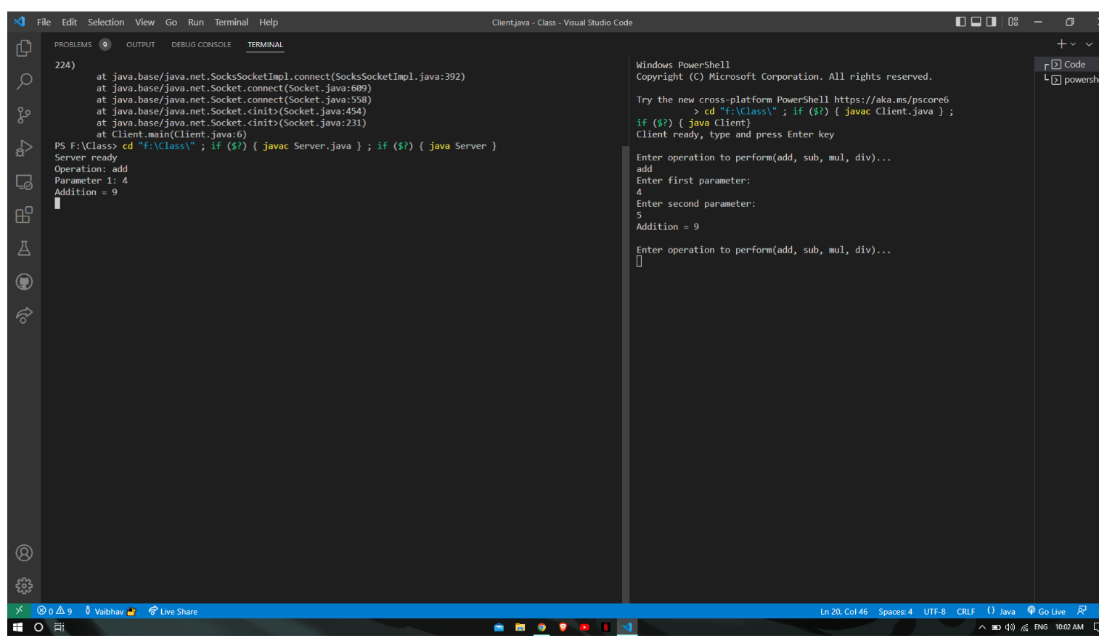 File Edit Selection View Go Run Terminal Help
Client.java - Class - Visual Studio Code
PROBLEMS 9 OUTPUT DEBUG CONSOLE TERMINAL
224)
at java.base/java.net.SocksSocketImpl.connect(SocksSocketImpl.java:392)
at java.base/java.net.Socket.connect(Socket.java:609)
at java.base/java.net.Socket.connect(Socket.java:558)
at java.base/java.net.Socket.<init>(Socket.java:454)
at java.base/java.net.Socket.<init>(Socket.java:231)
at Client.main(Client.java:6)
PS F:\Class> cd "f:\Class\" ; if ($?) { javac Server.java } ; if ($?) { java Server }
Server ready
Operation: add
Parameter 1: 4
Addition = 9
Windows PowerShell
Copyright (C) Microsoft Corporation. All rights reserved.
Try the new cross-platform PowerShell https://aka.ms/pscore6
> cd "f:\Class\" ; if ($?) { javac Client.java } ;
if ($?) { java Client}
Client ready, type and press Enter key
Enter operation to perform(add, sub, mul, div)...
add
Enter first parameter:
4
Enter second parameter:
5
Addition = 9
Enter operation to perform(add, sub, mul, div)...
Code
powersh
0 9 Vaibhav Live Share
Ln 20, Col 46 Spaces: 4 UTF-8 CRLF {} Java Go Live
ENG 10:02 AM